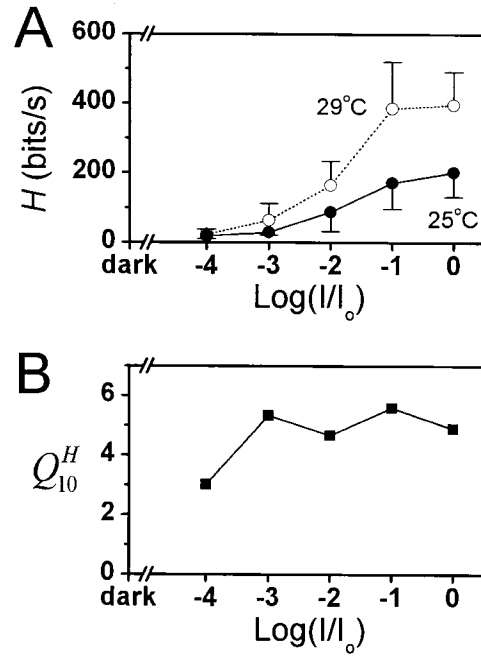 A
H (bits/s)
600
400
200
0
29°C
25°C
dark -4 -3 -2 -1 0
Log(I/Io)
B
Q10H
6
4
2
0
dark -4 -3 -2 -1 0
Log(I/Io)